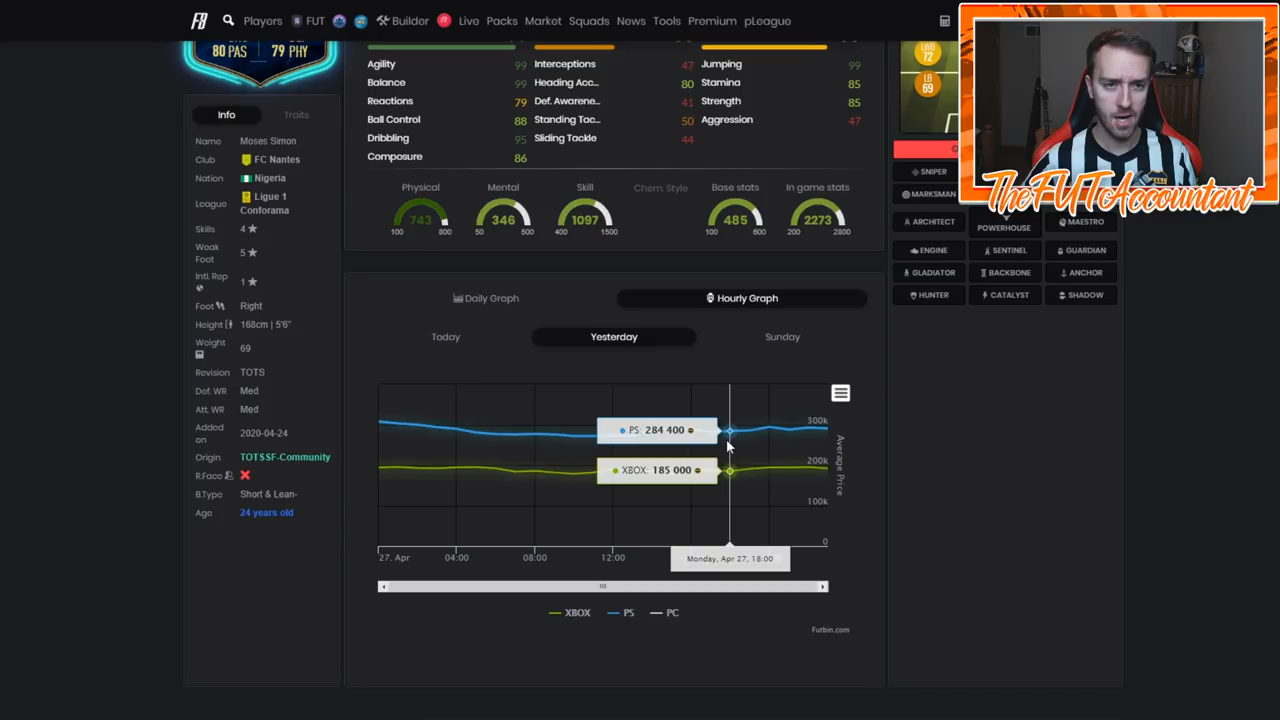 FB Players FUT Builder Live Packs Market Squads News Tools Premium pLeague
80 PAS 79 PHY
Info Traits
Name Moses Simon
Club FC Nantes
Nation Nigeria
League Ligue 1 Conforama
Skills 4
Weak Foot 5
Intl. Rep 1
Foot Right
Height 168cm | 5'6"
Weight 69
Revision TOTS
Def. WR Med
Att. WR Med
Added on 2020-04-24
Origin TOTSSF-Community
R.Face
B.Type Short & Lean-
Age 24 years old
Agility 99
Balance 99
Reactions 79
Ball Control 88
Dribbling 95
Composure 86
Interceptions 47
Heading Acc... 80
Def. Awarene... 41
Standing Tac... 50
Sliding Tackle 44
Jumping 99
Stamina 85
Strength 85
Aggression 47
Physical Mental Skill Chem. Style Base stats In game stats
743 346 1097 485 2273
100 800 50 500 400 1500 100 600 200 2800
Daily Graph Hourly Graph
Today Yesterday Sunday
PS: 284 400
XBOX: 185 000
300k
200k
100k
0
Average Price
27. Apr 04:00 08:00 12:00
Monday, Apr 27, 18:00
XBOX PS PC
Futbin.com
LWB 72
LB 69
SNIPER
MARKSMAN
ARCHITECT POWERHOUSE MAESTRO
ENGINE SENTINEL GUARDIAN
GLADIATOR BACKBONE ANCHOR
HUNTER CATALYST SHADOW
TheFUTAccountant